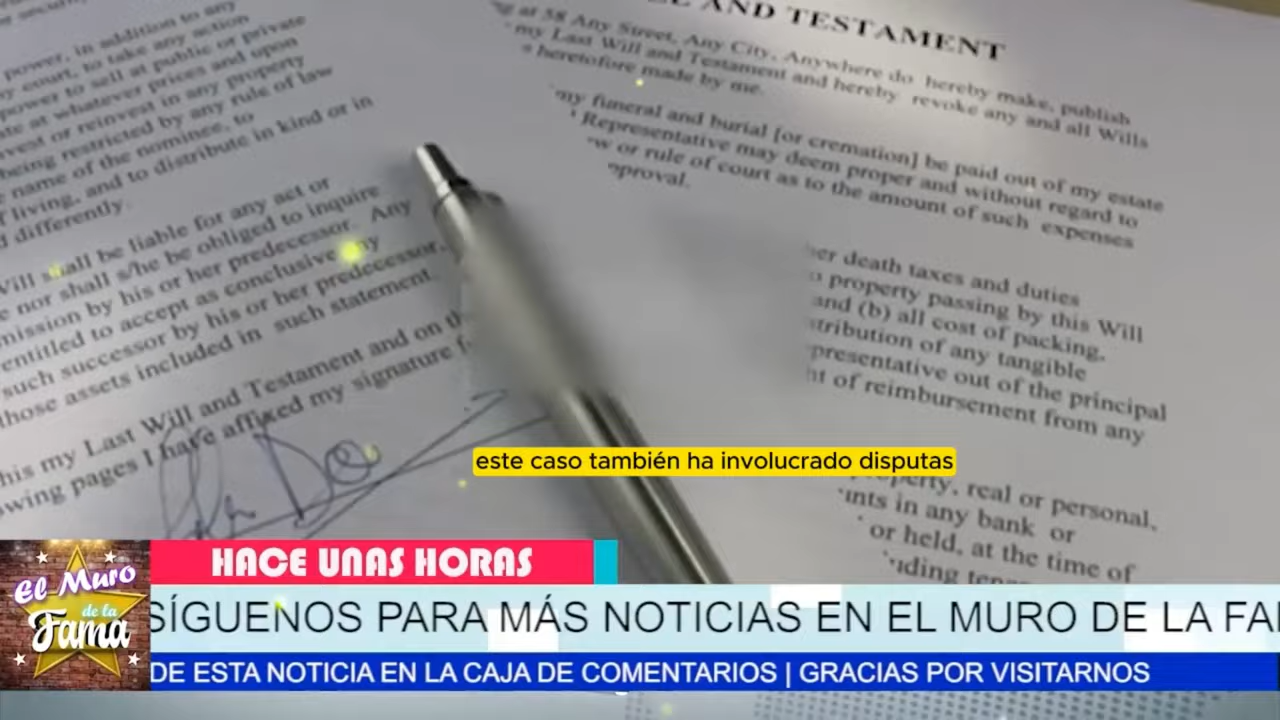 power, in addition to any
court, to take any action
power to sell at public or private
at whatever prices and upon
or reinvest in any property
being restricted by any rule of law
name of the nominee, to
living, and to distribute in kind or in
differently.
shall be liable for any act or
nor shall s/he be obliged to inquire
by his or her predecessor. Any
entitled to accept as conclusive any
such successor by his or her predecessor.
those assets included in such statement.
this my Last Will and Testament and on the
pages I have affixed my signature
AND TESTAMENT
at 58 Any Street, Any City, Anywhere do hereby make, publish
my Last Will and Testament and hereby revoke any and all Wills
heretofore made by me.
my funeral and burial [or cremation] be paid out of my estate
Representative may deem proper and without regard to
or rule of court as to the amount of such expenses
death taxes and duties
property passing by this Will
and (b) all cost of packing,
of any tangible
out of the principal
of reimbursement from any
real or personal,
in any bank or
or held, at the time of
este caso también ha involucrado disputas
HACE UNAS HORAS
El Muro
de la
Fama
SÍGUENOS PARA MÁS NOTICIAS EN EL MURO DE LA
DE ESTA NOTICIA EN LA CAJA DE COMENTARIOS | GRACIAS POR VISITARNOS